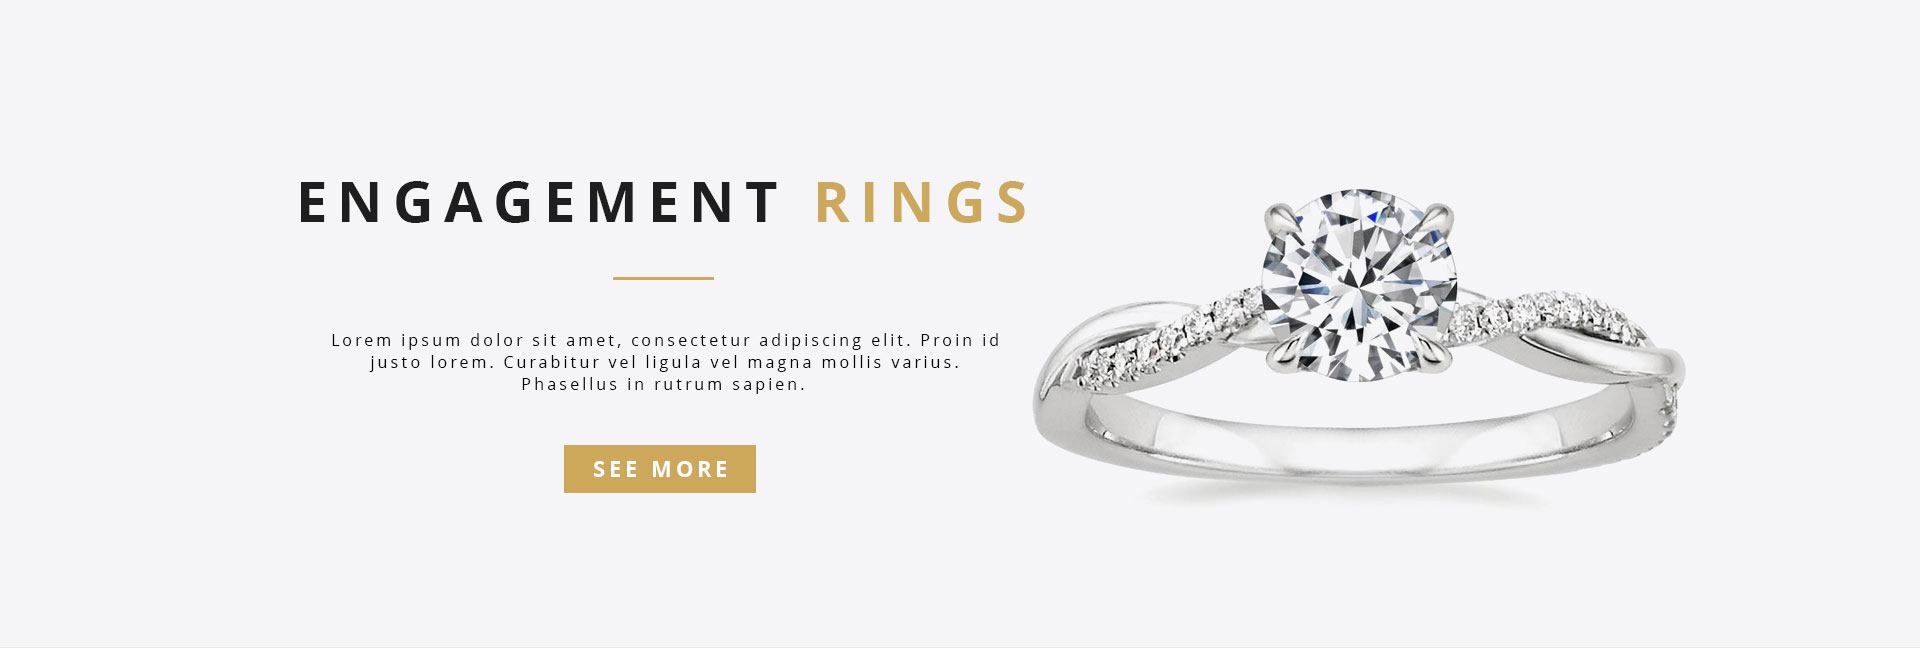 ENGAGEMENT RINGS
Lorem ipsum dolor sit amet, consectetur adipiscing elit. Proin id
justo lorem. Curabitur vel ligula vel magna mollis varius.
Phasellus in rutrum sapien.
SEE MORE